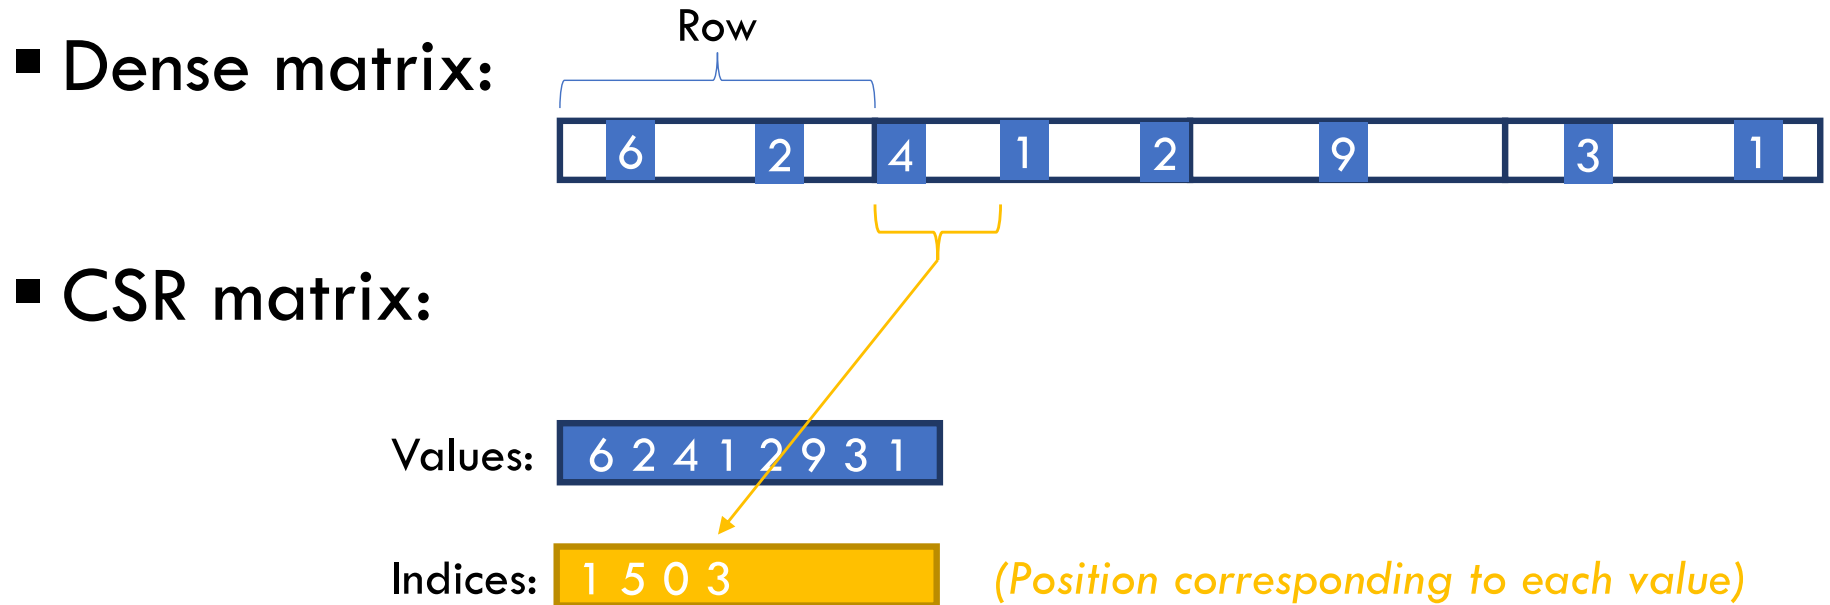 Row
▪ Dense matrix:
6 2 4 1 2 9 3 1
▪ CSR matrix:
Values: 6 2 4 1 2 9 3 1
Indices: 1 5 0 3 (Position corresponding to each value)